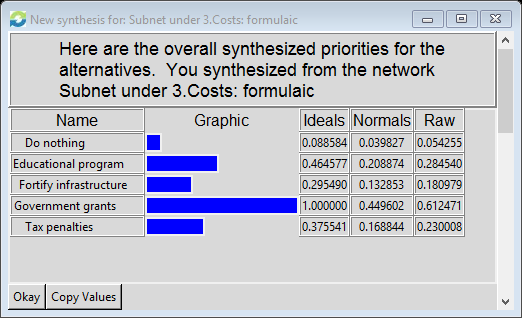 New synthesis for: Subnet under 3.Costs: formulaic
Here are the overall synthesized priorities for the
alternatives. You synthesized from the network
Subnet under 3.Costs: formulaic
Name Graphic Ideals Normals Raw
Do nothing 0.088584 0.039827 0.054255
Educational program 0.464577 0.208874 0.284540
Fortify infrastructure 0.295490 0.132853 0.180979
Government grants 1.000000 0.449602 0.612471
Tax penalties 0.375541 0.168844 0.230008
Okay Copy Values